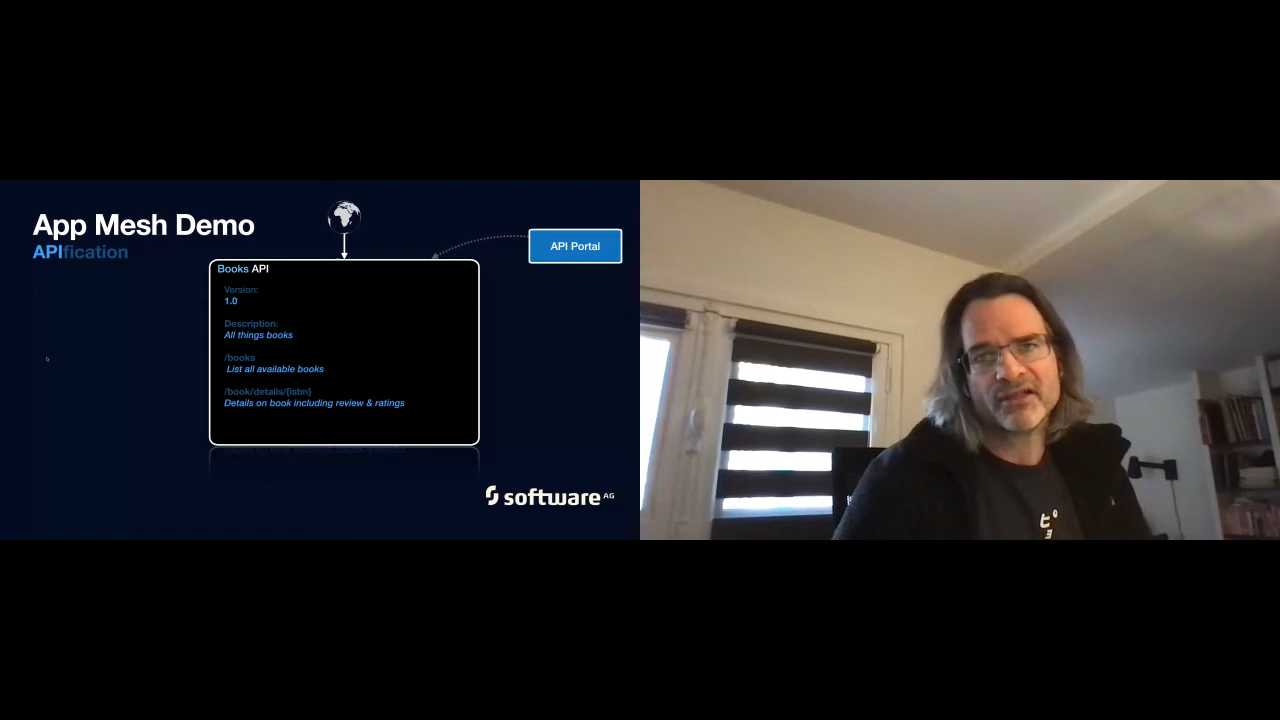 App Mesh Demo
APIfication
API Portal
Books API
Version:
1.0
Description:
All things books
/books
List all available books
/book/details/{isbn}
Details on book including review & ratings
software AG